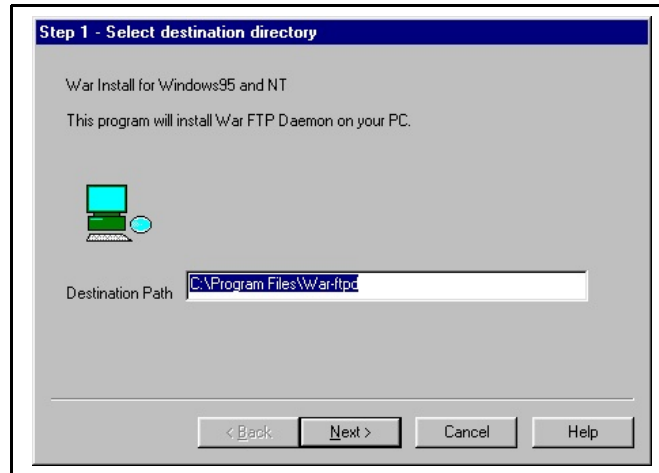 Step 1 - Select destination directory
War Install for Windows95 and NT
This program will install War FTP Daemon on your PC.
Destination Path C:\Program Files\War-ftpd
< Back Next > Cancel Help